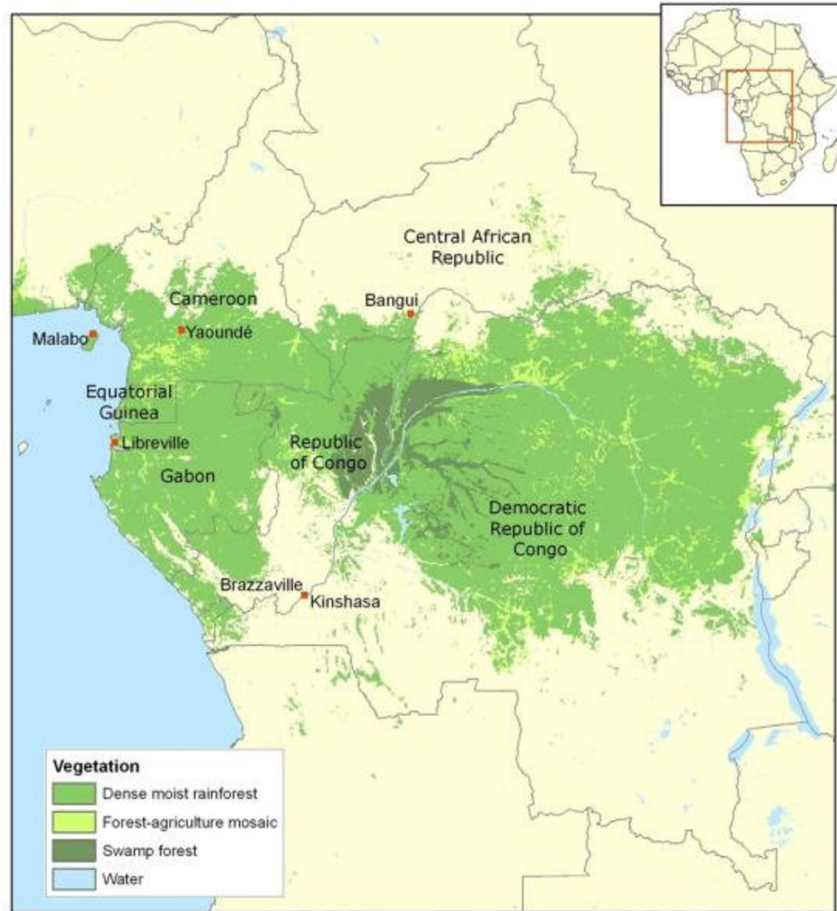 Central African
Republic
Cameroon
Bangui
Malabo
Yaoundé
Equatorial
Guinea
Libreville
Republic
of Congo
Gabon
Democratic
Republic of
Congo
Brazzaville
Kinshasa
Vegetation
Dense moist rainforest
Forest-agriculture mosaic
Swamp forest
Water